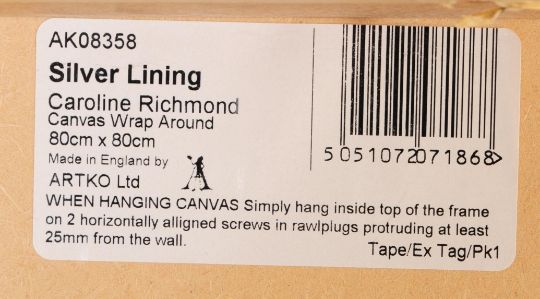 AK08358
Silver Lining
Caroline Richmond
Canvas Wrap Around
80cm x 80cm
Made in England by
ARTKO Ltd
5 051072 071868>
WHEN HANGING CANVAS Simply hang inside top of the frame
on 2 horizontally alligned screws in rawlplugs protruding at least
25mm from the wall.
Tape/Ex Tag/Pk1